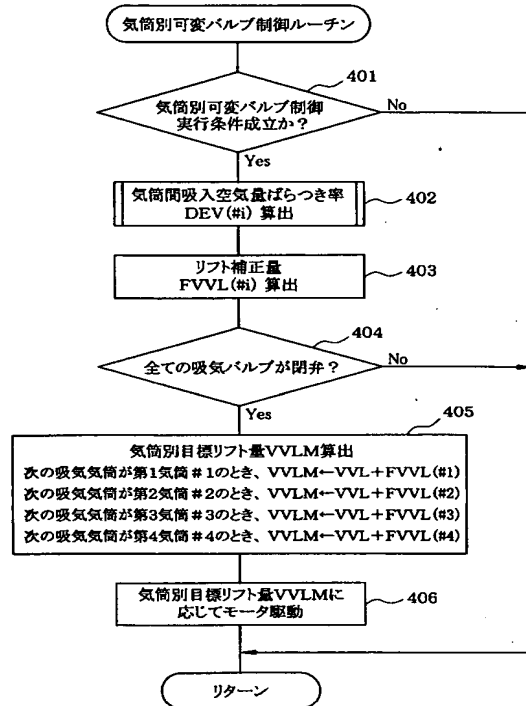 気筒別可変バルブ制御ルーチン
401
気筒別可変バルブ制御
実行条件成立か?
No
Yes
気筒間吸入空気量ばらつき率
DEV(#i) 算出
402
リフト補正量
FVVL(#i) 算出
403
404
全ての吸気バルブが閉弁?
No
Yes
405
気筒別目標リフト量VVLM算出
次の吸気気筒が第1気筒#1のとき、VVLM←VVL+FVVL(#1)
次の吸気気筒が第2気筒#2のとき、VVLM←VVL+FVVL(#2)
次の吸気気筒が第3気筒#3のとき、VVLM←VVL+FVVL(#3)
次の吸気気筒が第4気筒#4のとき、VVLM←VVL+FVVL(#4)
気筒別目標リフト量VVLMに
応じてモータ駆動
406
リターン